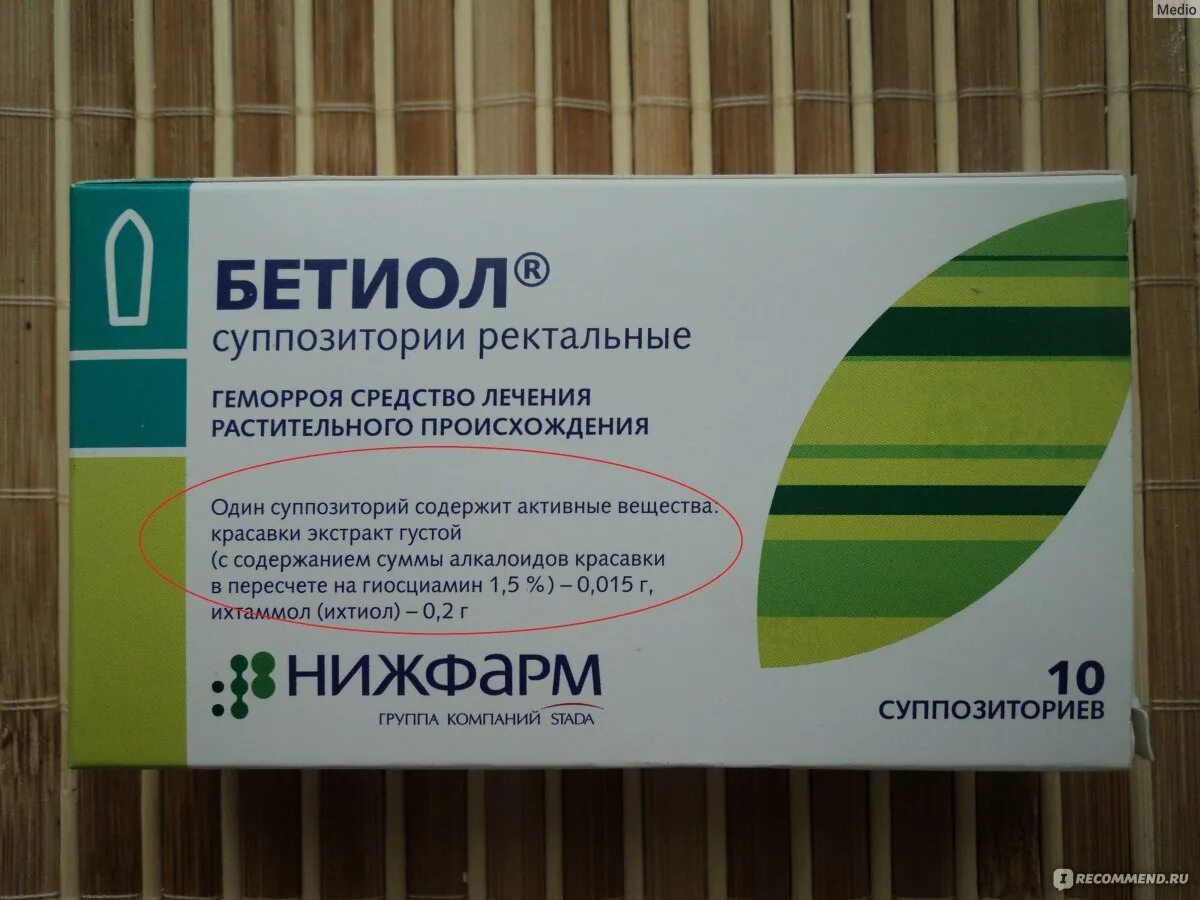 Medio
БЕТИОЛ®
суппозитории ректальные
ГЕМОРРОЯ СРЕДСТВО ЛЕЧЕНИЯ
РАСТИТЕЛЬНОГО ПРОИСХОЖДЕНИЯ
Один суппозиторий содержит активные вещества:
красавки экстракт густой
(с содержанием суммы алкалоидов красавки
в пересчете на гиосциамин 1,5 %) – 0,015 г,
ихтаммол (ихтиол) – 0,2 г
НИЖФАРМ
ГРУППА КОМПАНИЙ STADA
10
СУППОЗИТОРИЕВ
IRECOMMEND.RU